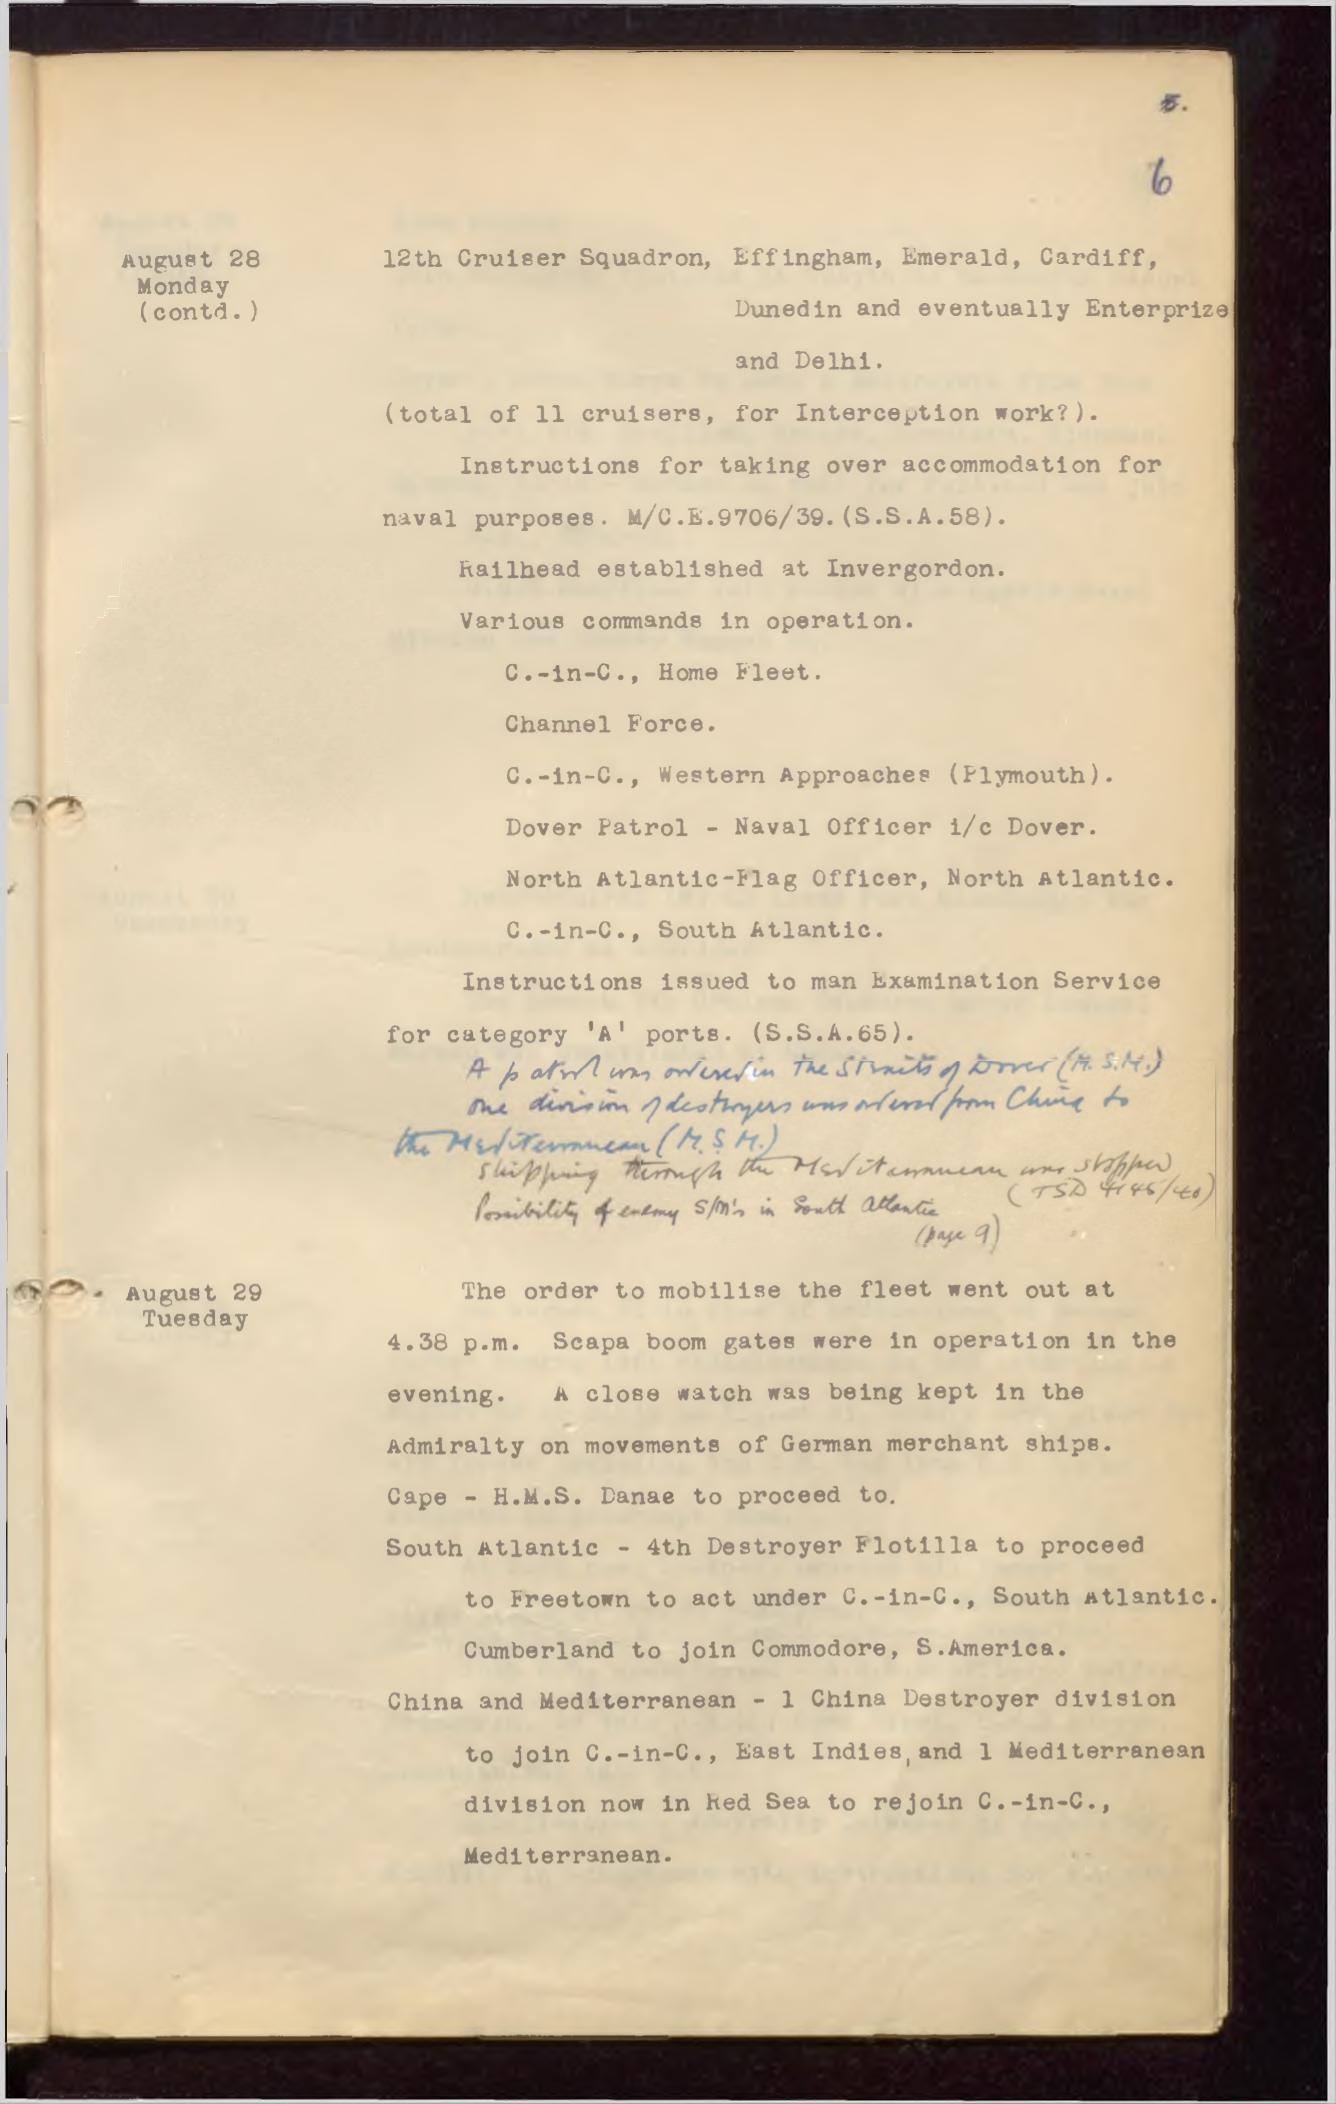 5.
6
August 28
Monday
(contd.)
12th Cruiser Squadron, Effingham, Emerald, Cardiff,
Dunedin and eventually Enterprize
and Delhi.
(total of 11 cruisers, for Interception work?).
Instructions for taking over accommodation for
naval purposes. M/C.E.9706/39.(S.S.A.58).
Railhead established at Invergordon.
Various commands in operation.
C.-in-C., Home Fleet.
Channel Force.
C.-in-C., Western Approaches (Plymouth).
Dover Patrol - Naval Officer i/c Dover.
North Atlantic-Flag Officer, North Atlantic.
C.-in-C., South Atlantic.
Instructions issued to man Examination Service
for category 'A' ports. (S.S.A.65).
A patrol was ordered in the Straits of Dover (M.S.M.)
one division of destroyers was ordered from China to
the Mediterranean (M.S.M.)
Shipping through the Mediterranean was stopped
(TSD 4145/40)
Possibility of enemy S/M's in South Atlantic
(page 9)
August 29
Tuesday
The order to mobilise the fleet went out at
4.38 p.m. Scapa boom gates were in operation in the
evening. A close watch was being kept in the
Admiralty on movements of German merchant ships.
Cape - H.M.S. Danae to proceed to.
South Atlantic - 4th Destroyer Flotilla to proceed
to Freetown to act under C.-in-C., South Atlantic.
Cumberland to join Commodore, S.America.
China and Mediterranean - 1 China Destroyer division
to join C.-in-C., East Indies, and 1 Mediterranean
division now in Red Sea to rejoin C.-in-C.,
Mediterranean.